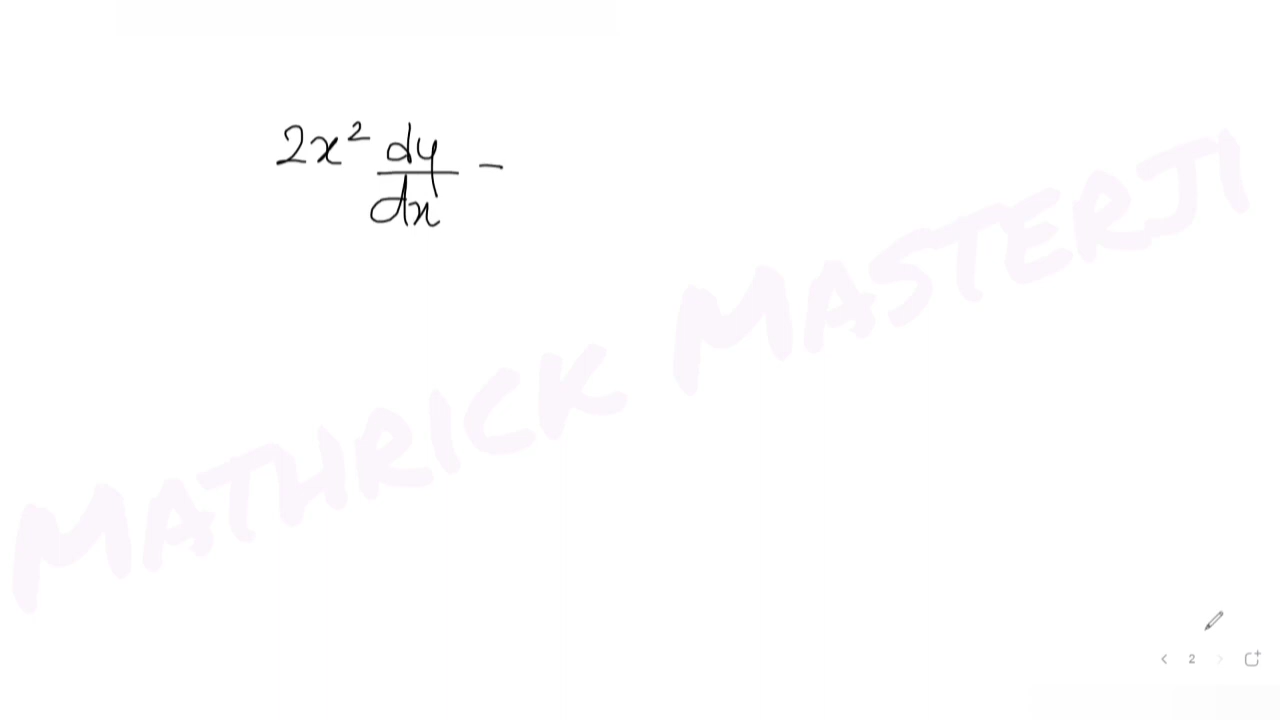 2x² dy/dx −
MATHRICK MASTERJI
2